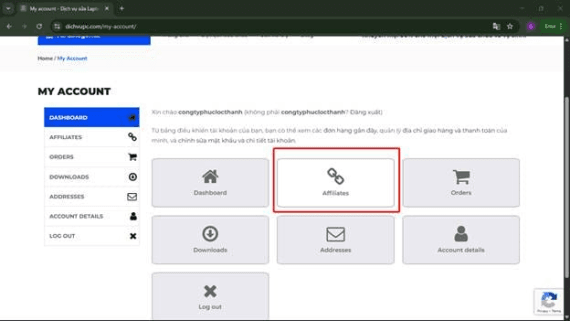 My account - Dịch vụ sửa Lapto
dichvupc.com/my-account/
Home / My Account
MY ACCOUNT
DASHBOARD
AFFILIATES
ORDERS
DOWNLOADS
ADDRESSES
ACCOUNT DETAILS
LOG OUT
Xin chào congtyphuclocthanh (không phải congtyphuclocthanh? Đăng xuất)
Từ bảng điều khiển tài khoản của bạn, bạn có thể xem các đơn hàng gần đây, quản lý địa chỉ giao hàng và thanh toán của
mình, và chỉnh sửa mật khẩu và chi tiết tài khoản.
Dashboard
Affiliates
Orders
Downloads
Addresses
Account details
Log out
Privacy - Terms